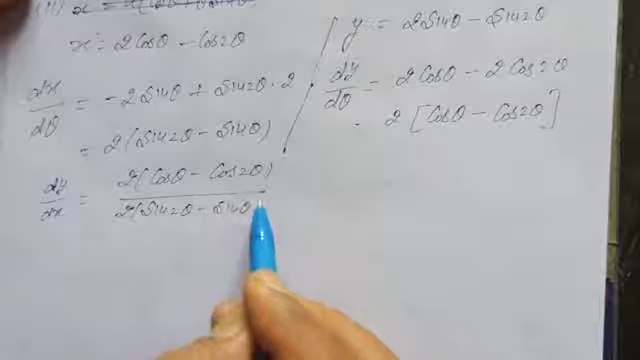 x = 2Cosθ - Cos2θ
dx/dθ = -2Sinθ + Sin2θ·2
= 2(Sin2θ - Sinθ)
dy/dx = 2(Cosθ - Cos2θ) / 2(Sin2θ - Sinθ
y = 2Sinθ - Sin2θ
dy/dθ = 2Cosθ - 2Cos2θ
= 2[Cosθ - Cos2θ]